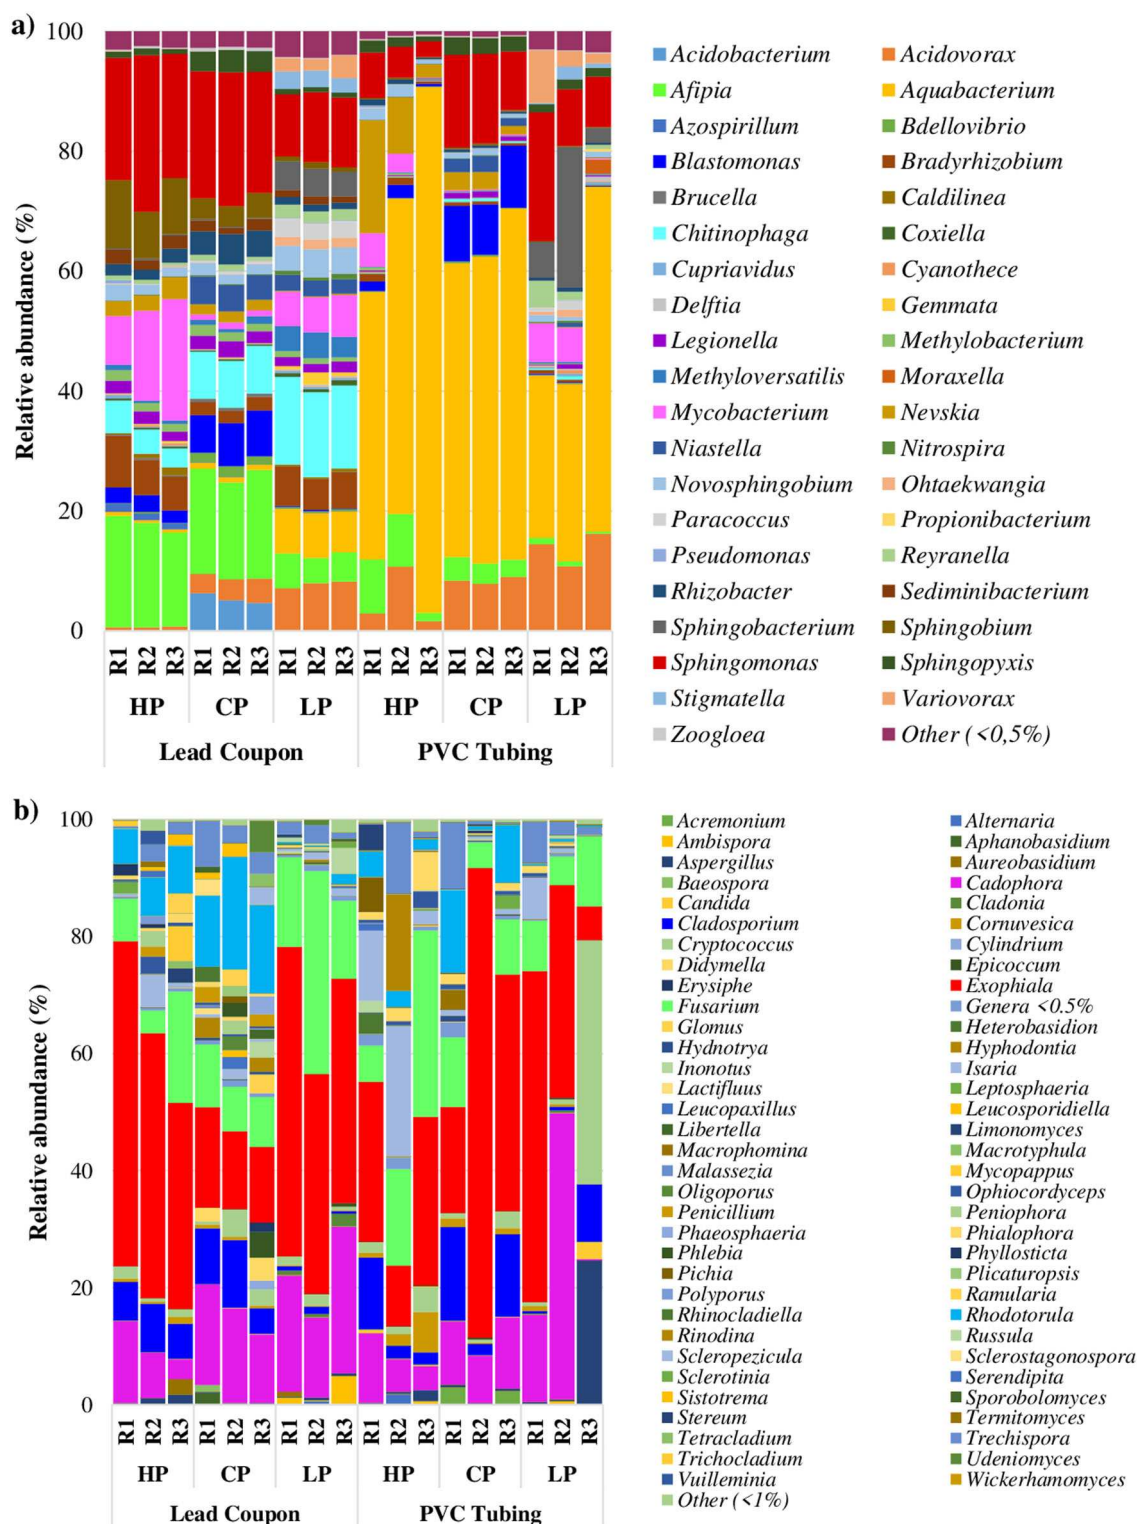 a)
Relative abundance (%)
100
80
60
40
20
0
R1 R2 R3 R1 R2 R3 R1 R2 R3 R1 R2 R3 R1 R2 R3 R1 R2 R3
HP CP LP HP CP LP
Lead Coupon PVC Tubing
Acidobacterium Acidovorax
Afipia Aquabacterium
Azospirillum Bdellovibrio
Blastomonas Bradyrhizobium
Brucella Caldilinea
Chitinophaga Coxiella
Cupriavidus Cyanothece
Delftia Gemmata
Legionella Methylobacterium
Methyloversatilis Moraxella
Mycobacterium Nevskia
Niastella Nitrospira
Novosphingobium Ohtaekwangia
Paracoccus Propionibacterium
Pseudomonas Reyranella
Rhizobacter Sediminibacterium
Sphingobacterium Sphingobium
Sphingomonas Sphingopyxis
Stigmatella Variovorax
Zoogloea Other (<0,5%)
b)
Relative abundance (%)
100
80
60
40
20
0
R1 R2 R3 R1 R2 R3 R1 R2 R3 R1 R2 R3 R1 R2 R3 R1 R2 R3
HP CP LP HP CP LP
Lead Coupon PVC Tubing
Acremonium Alternaria
Ambispora Aphanobasidium
Aspergillus Aureobasidium
Baeospora Cadophora
Candida Cladonia
Cladosporium Cornuvesica
Cryptococcus Cylindrium
Didymella Epicoccum
Erysiphe Exophiala
Fusarium Genera <0.5%
Glomus Heterobasidion
Hydnotrya Hyphodontia
Inonotus Isaria
Lactifluus Leptosphaeria
Leucopaxillus Leucosporidiella
Libertella Limonomyces
Macrophomina Macrotyphula
Malassezia Mycopappus
Oligoporus Ophiocordyceps
Penicillium Peniophora
Phaeosphaeria Phialophora
Phlebia Phyllosticta
Pichia Plicaturopsis
Polyporus Ramularia
Rhinocladiella Rhodotorula
Rinodina Russula
Scleropezicula Sclerostagonospora
Sclerotinia Serendipita
Sistotrema Sporobolomyces
Stereum Termitomyces
Tetracladium Trechispora
Trichocladium Udeniomyces
Vuilleminia Wickerhamomyces
Other (<1%)